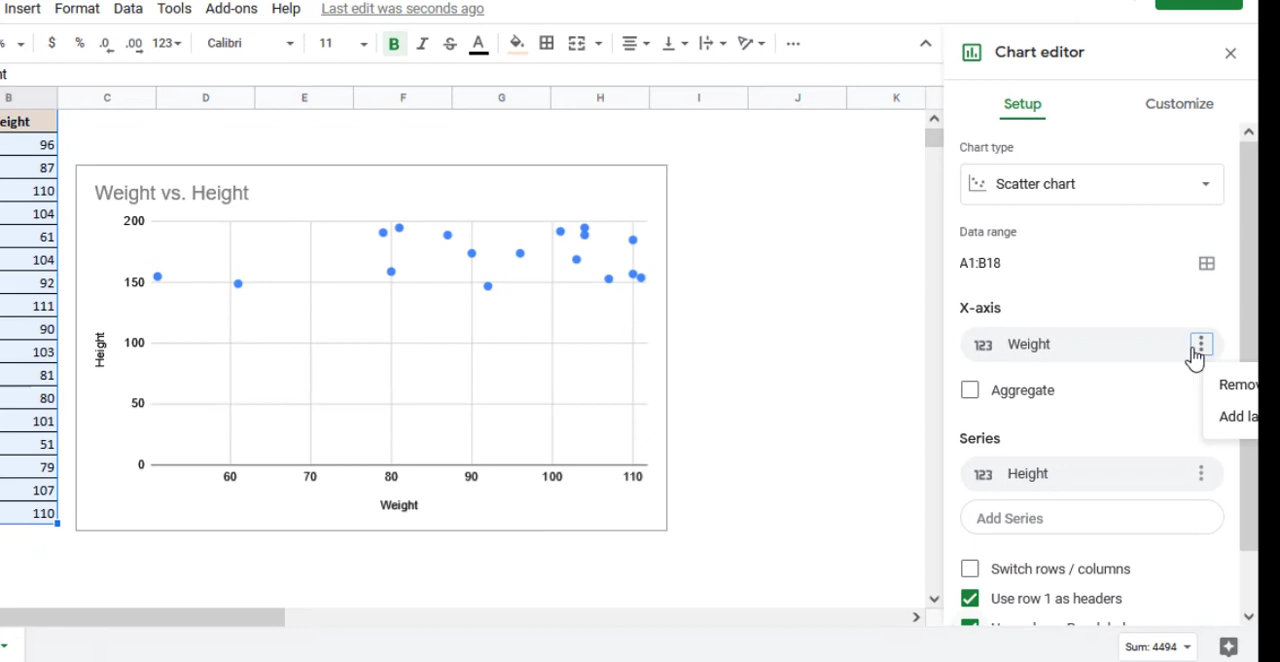 Insert Format Data Tools Add-ons Help Last edit was seconds ago
% $ % .0 .00 123 Calibri 11 B I S A
nt
B C D E F G H I J K
eight
96
87
110
104
61
104
92
111
90
103
81
80
101
51
79
107
110
Weight vs. Height
200
150
100
50
0
Height
60 70 80 90 100 110
Weight
Chart editor
Setup Customize
Chart type
Scatter chart
Data range
A1:B18
X-axis
123 Weight
Remov
Aggregate
Add la
Series
123 Height
Add Series
Switch rows / columns
Use row 1 as headers
Sum: 4494